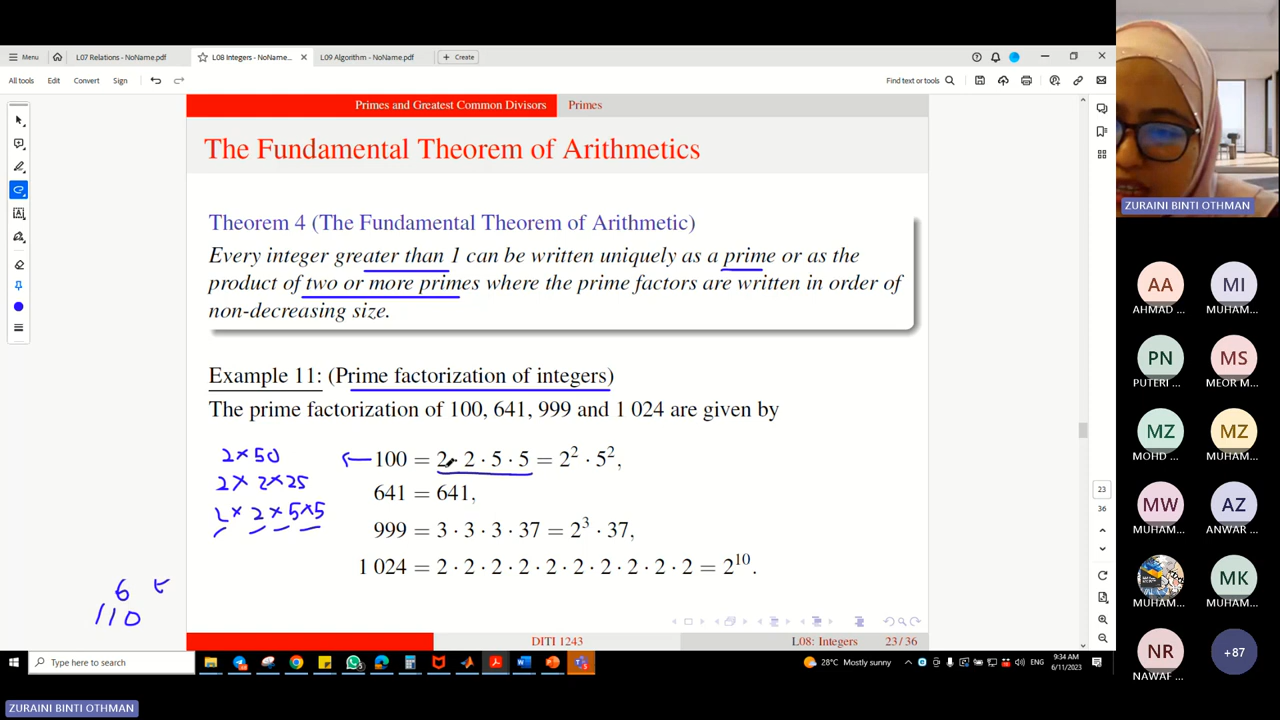 Menu
L07 Relations - NoName.pdf
L08 Integers - NoName...
L09 Algorithm - NoName.pdf
Create
All tools
Edit
Convert
Sign
Find text or tools
Primes and Greatest Common Divisors
Primes
The Fundamental Theorem of Arithmetics
Theorem 4 (The Fundamental Theorem of Arithmetic)
Every integer greater than 1 can be written uniquely as a prime or as the
product of two or more primes where the prime factors are written in order of
non-decreasing size.
Example 11: (Prime factorization of integers)
The prime factorization of 100, 641, 999 and 1 024 are given by
100 = 2 · 2 · 5 · 5 = 2² · 5²,
641 = 641,
999 = 3 · 3 · 3 · 37 = 2³ · 37,
1 024 = 2 · 2 · 2 · 2 · 2 · 2 · 2 · 2 · 2 · 2 = 2¹⁰.
2 × 50
2 × 2 × 25
2 × 2 × 5 × 5
6
110
DITI 1243
L08: Integers
23 / 36
23
36
Type here to search
28°C Mostly sunny
ENG
9:34 AM
6/11/2023
ZURAINI BINTI OTHMAN
AA
AHMAD ...
MI
MUHAM...
PN
PUTERI ...
MS
MEOR M...
MZ
MOHD ...
MZ
MUHAM...
MW
MUHAM...
AZ
ANWAR ...
MUHAM...
MK
MUHAM...
NR
NAWAF ...
+87
ZURAINI BINTI OTHMAN